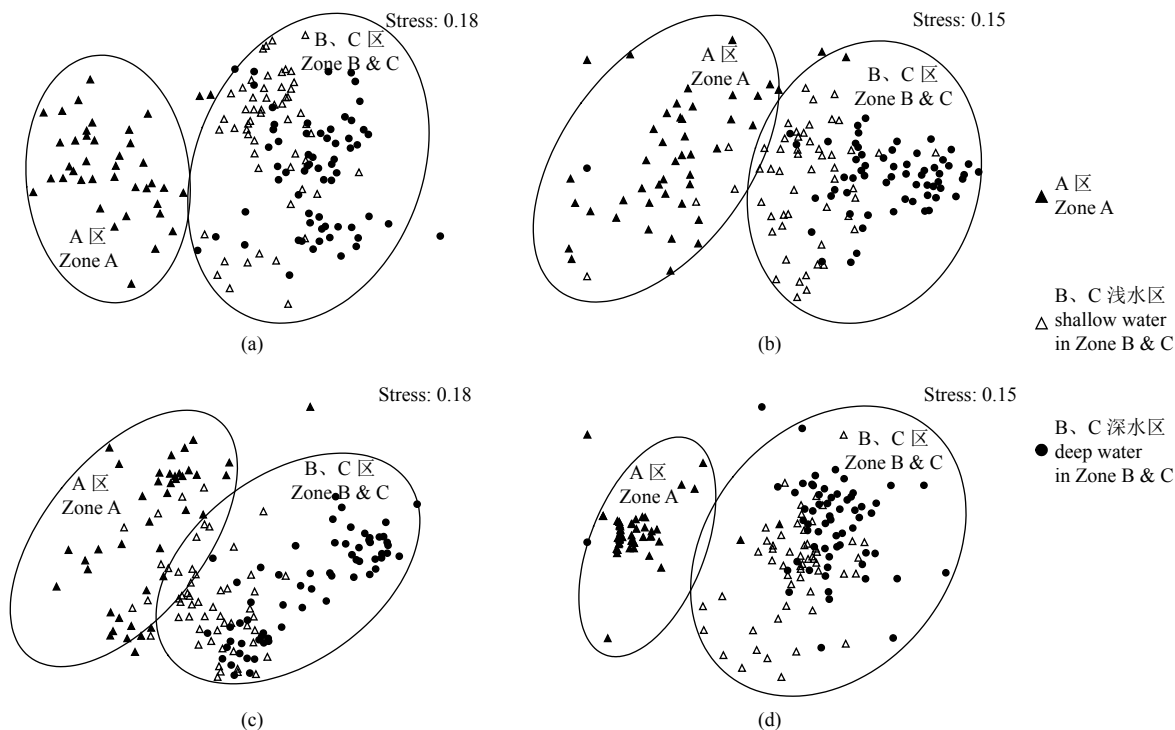 Stress: 0.18
B、C 区
Zone B & C
A 区
Zone A
(a)
Stress: 0.15
A 区
Zone A
B、C 区
Zone B & C
(b)
A 区
Zone A
B、C 浅水区
shallow water
in Zone B & C
B、C 深水区
deep water
in Zone B & C
Stress: 0.18
A 区
Zone A
B、C 区
Zone B & C
(c)
Stress: 0.15
A 区
Zone A
B、C 区
Zone B & C
(d)